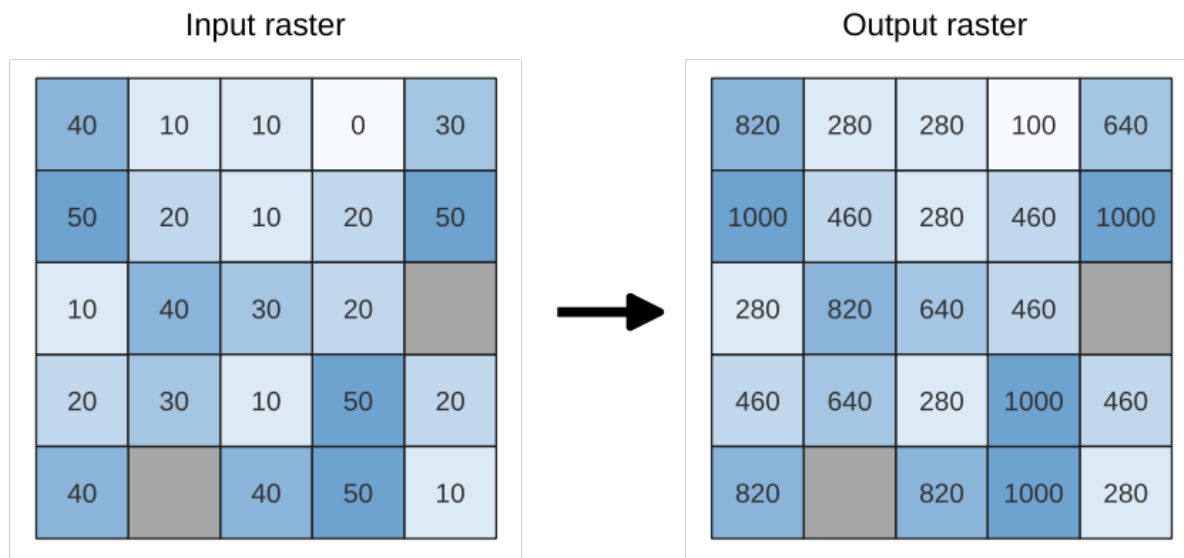 Input raster
Output raster
40 10 10 0 30
50 20 10 20 50
10 40 30 20
20 30 10 50 20
40 40 50 10
820 280 280 100 640
1000 460 280 460 1000
280 820 640 460
460 640 280 1000 460
820 820 1000 280